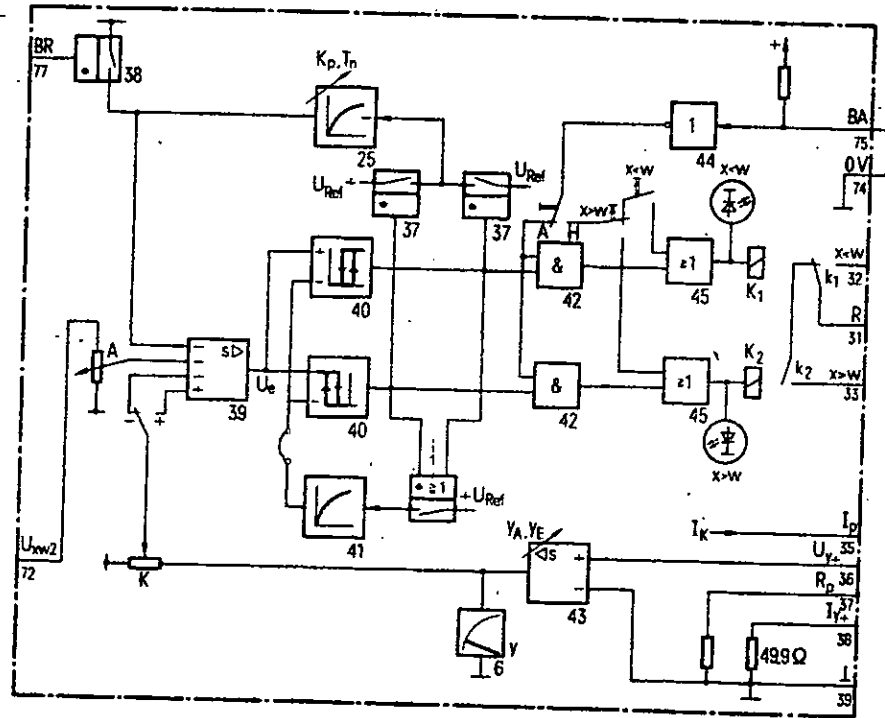 BR
77
38
Kp, Tn
25
+
1
44
BA
75
0V
74
URef +
- URef
37
37
x<w
x>w
A
H
x<w
&
42
≥1
45
K1
x<w
32
k1
R
31
k2
x>w
33
+
-
40
A
-
-
-
+
s▷
39
Ue
-
40
&
42
≥1
45
K2
x>w
- +
≥1
+ URef
41
Uxw2
72
K
yA, yE
◁s
+
-
43
y
6
IK
Ip
35
Uy+
36
Rp
37
Iy+
38
49.9 Ω
⊥
39